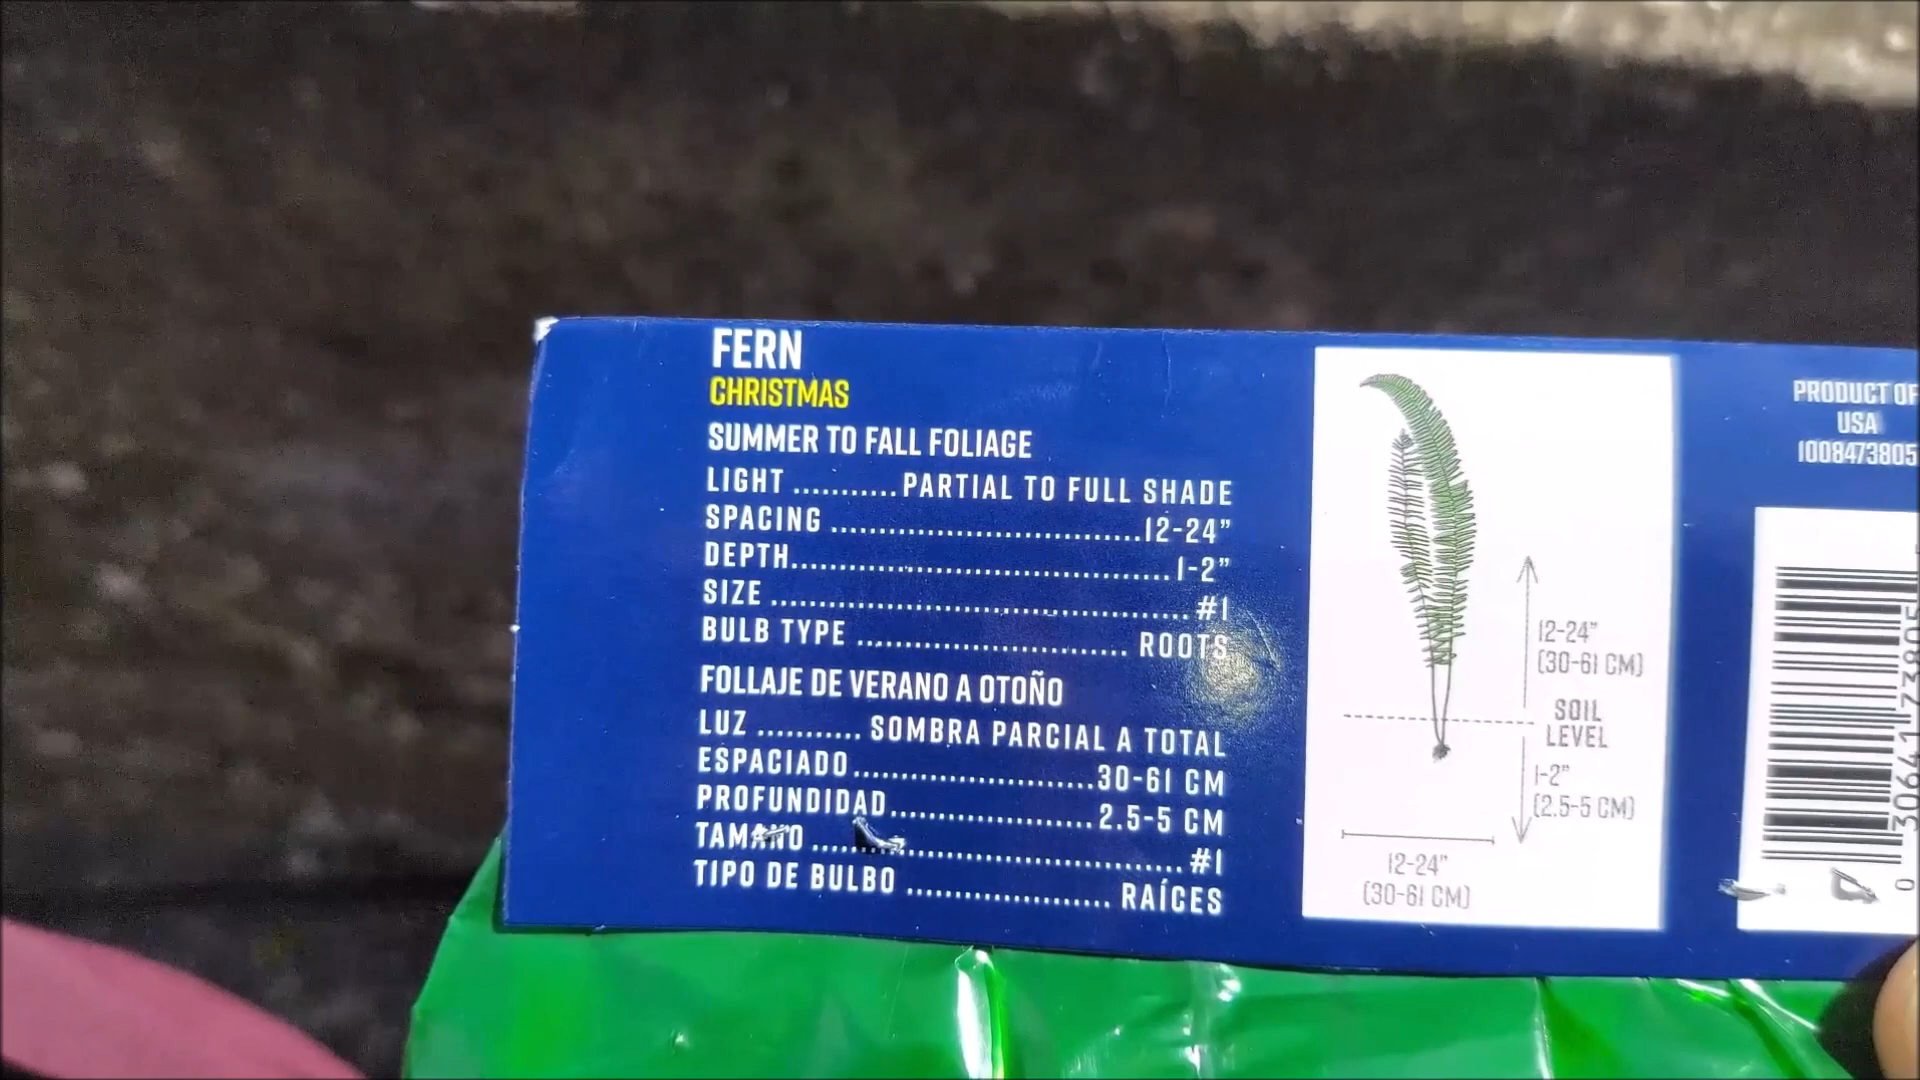 FERN
CHRISTMAS
SUMMER TO FALL FOLIAGE
LIGHT ........... PARTIAL TO FULL SHADE
SPACING ................................ 12-24”
DEPTH....................................... 1-2”
SIZE ........................................... #1
BULB TYPE ............................ ROOTS
FOLLAJE DE VERANO A OTOÑO
LUZ ........... SOMBRA PARCIAL A TOTAL
ESPACIADO......................... 30-61 CM
PROFUNDIDAD..................... 2.5-5 CM
TAMAÑO ...................................... #1
TIPO DE BULBO ..................... RAÍCES
12-24”
(30-61 CM)
SOIL
LEVEL
1-2”
(2.5-5 CM)
12-24”
(30-61 CM)
PRODUCT OF
USA
1008473805